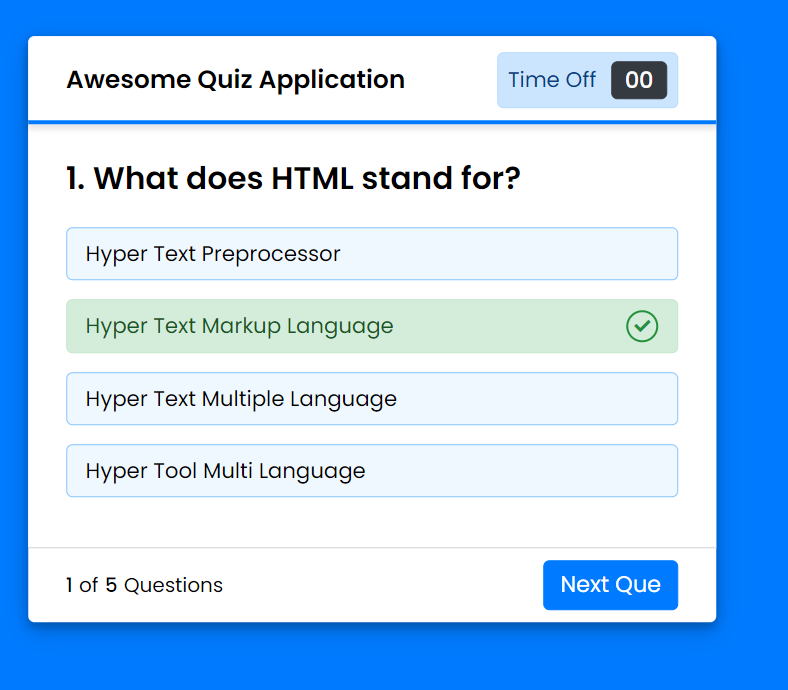 Awesome Quiz Application
Time Off 00
1. What does HTML stand for?
Hyper Text Preprocessor
Hyper Text Markup Language
Hyper Text Multiple Language
Hyper Tool Multi Language
1 of 5 Questions
Next Que